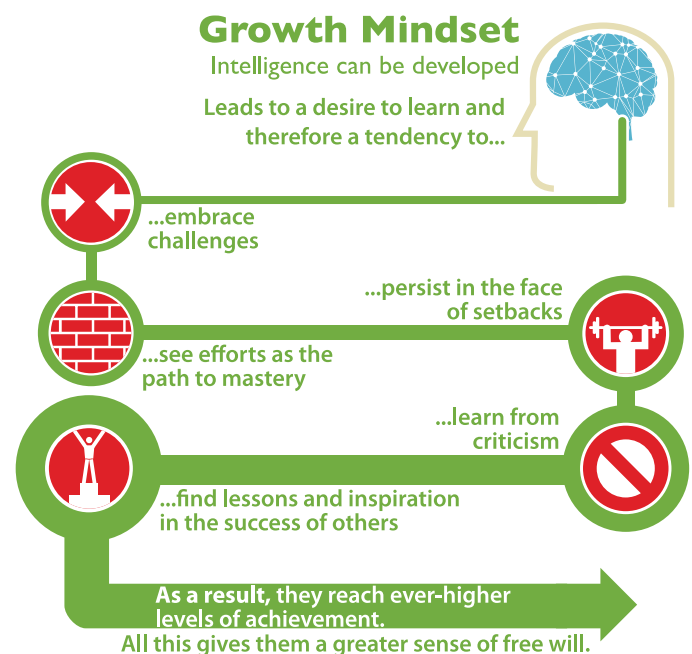 Growth Mindset
Intelligence can be developed
Leads to a desire to learn and
therefore a tendency to...
...embrace
challenges
...persist in the face
of setbacks
...see efforts as the
path to mastery
...learn from
criticism
...find lessons and inspiration
in the success of others
As a result, they reach ever-higher
levels of achievement.
All this gives them a greater sense of free will.